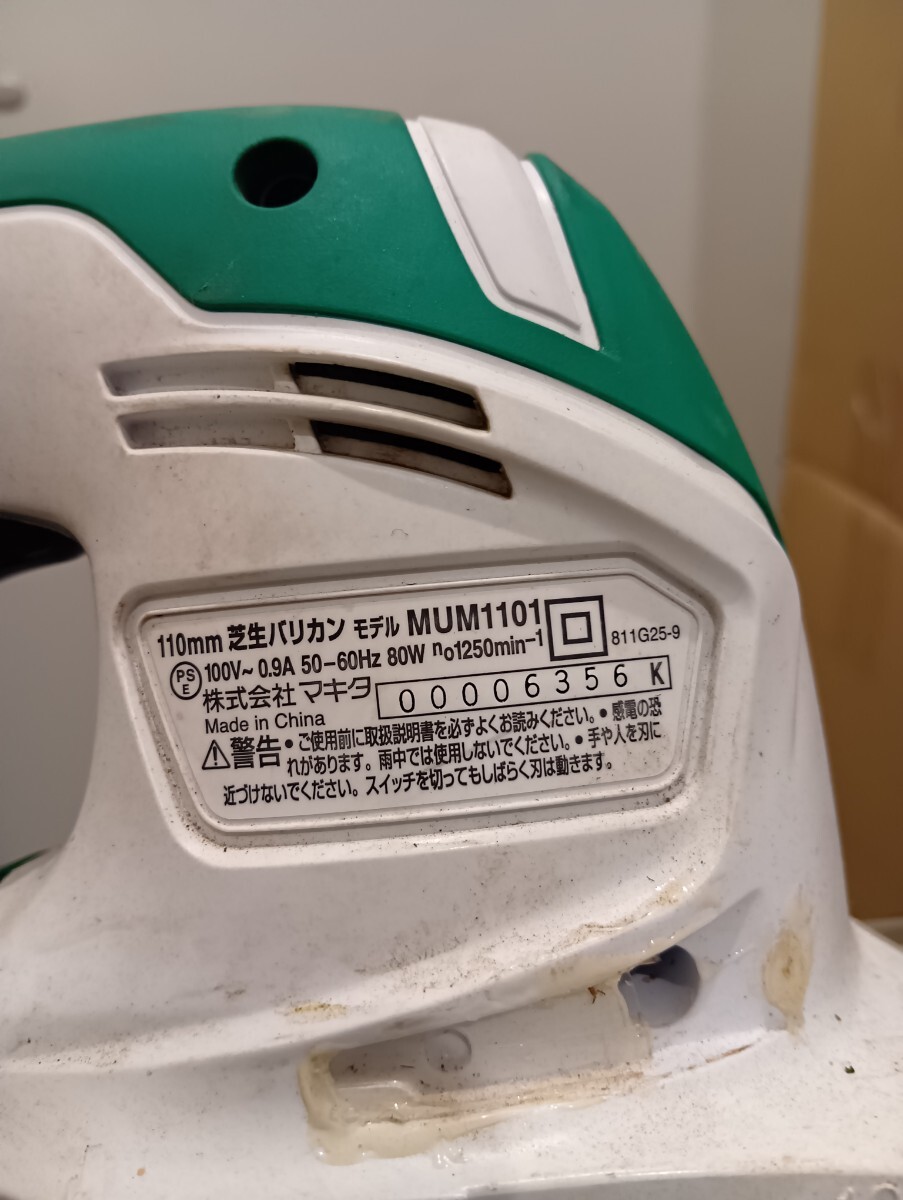 110mm 芝生バリカン モデル MUM1101
PS E 100V~ 0.9A 50-60Hz 80W no1250min-1
811G25-9
株式会社 マキタ 00006356 K
Made in China
⚠警告 •ご使用前に取扱説明書を必ずよくお読みください。•感電の恐
れがあります。雨中では使用しないでください。•手や人を刃に
近づけないでください。スイッチを切ってもしばらく刃は動きます。